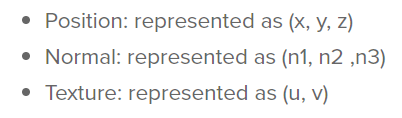 • Position: represented as (x, y, z)
• Normal: represented as (n1, n2 ,n3)
• Texture: represented as (u, v)